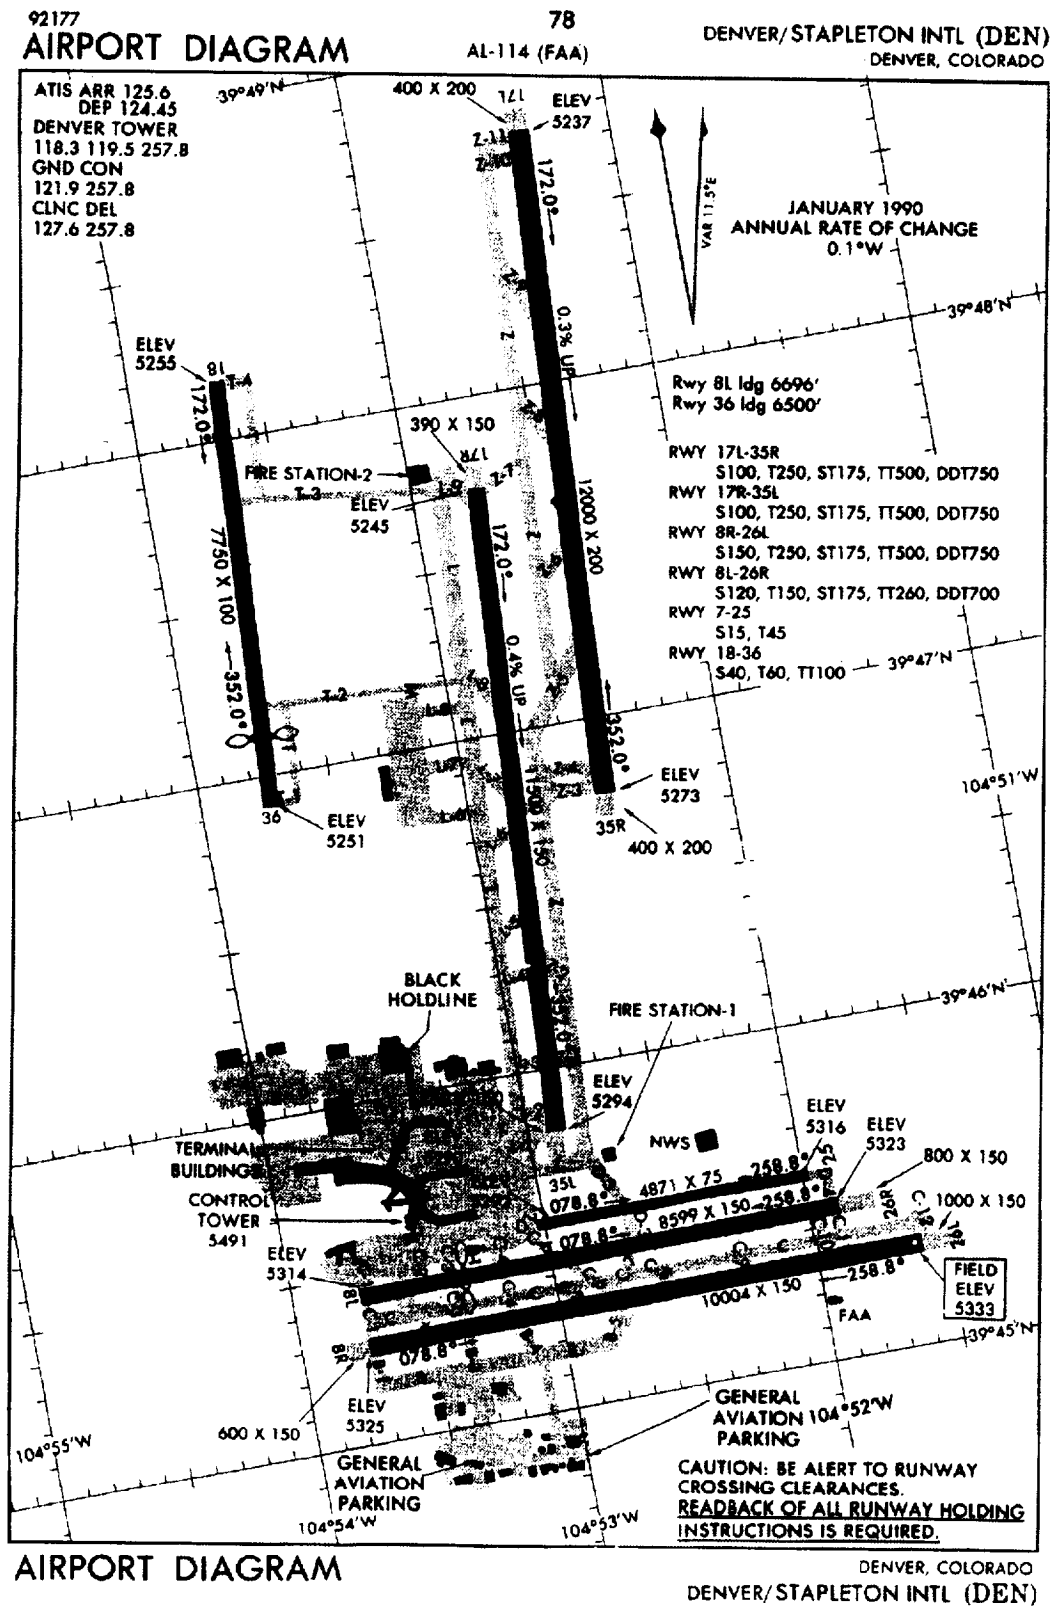 92177
78
AIRPORT DIAGRAM
AL-114 (FAA)
DENVER/STAPLETON INTL (DEN)
DENVER, COLORADO
ATIS ARR 125.6
DEP 124.45
DENVER TOWER
118.3 119.5 257.8
GND CON
121.9 257.8
CLNC DEL
127.6 257.8
39°49'N
400 X 200
17L
ELEV
5237
Z-11
Z-10
172.0°
VAR 11.5°E
JANUARY 1990
ANNUAL RATE OF CHANGE
0.1°W
39°48'N
0.3% UP
Z
ELEV
5255
18
T-4
172.0°
Rwy 8L ldg 6696'
Rwy 36 ldg 6500'
390 X 150
17R
FIRE STATION-2
T-3
ELEV
5245
172.0°
12000 X 200
7750 X 100
RWY 17L-35R
S100, T250, ST175, TT500, DDT750
RWY 17R-35L
S100, T250, ST175, TT500, DDT750
RWY 8R-26L
S150, T250, ST175, TT500, DDT750
RWY 8L-26R
S120, T150, ST175, TT260, DDT700
RWY 7-25
S15, T45
RWY 18-36
S40, T60, TT100
39°47'N
0.4% UP
352.0°
T-2
M
T
352.0°
Z-3
ELEV
5273
104°51'W
36
ELEV
5251
35R
400 X 200
Z
BLACK
HOLDLINE
FIRE STATION-1
39°46'N
ELEV
5294
ELEV
5316
ELEV
5323
NWS
TERMINAL
BUILDINGS
35L
4871 X 75
258.8°
25
800 X 150
CONTROL
TOWER
5491
078.8°
8599 X 150
258.8°
26R
1000 X 150
078.8°
26L
ELEV
5314
8L
10004 X 150
258.8°
FIELD
ELEV
5333
FAA
39°45'N
8R
078.8°
600 X 150
ELEV
5325
GENERAL
AVIATION
PARKING
104°52'W
104°55'W
GENERAL
AVIATION
PARKING
CAUTION: BE ALERT TO RUNWAY
CROSSING CLEARANCES.
READBACK OF ALL RUNWAY HOLDING
INSTRUCTIONS IS REQUIRED.
104°54'W
104°53'W
AIRPORT DIAGRAM
DENVER, COLORADO
DENVER/STAPLETON INTL (DEN)